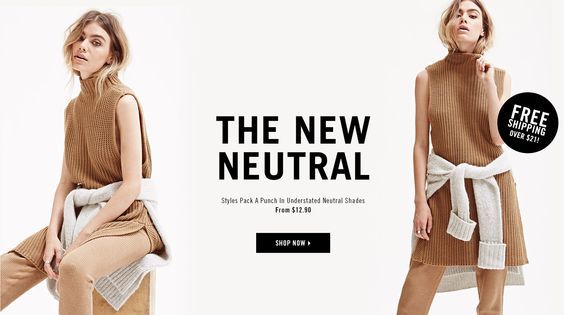 THE NEW
NEUTRAL
Styles Pack A Punch In Understated Neutral Shades
From $12.90
SHOP NOW
FREE
SHIPPING
OVER $21!